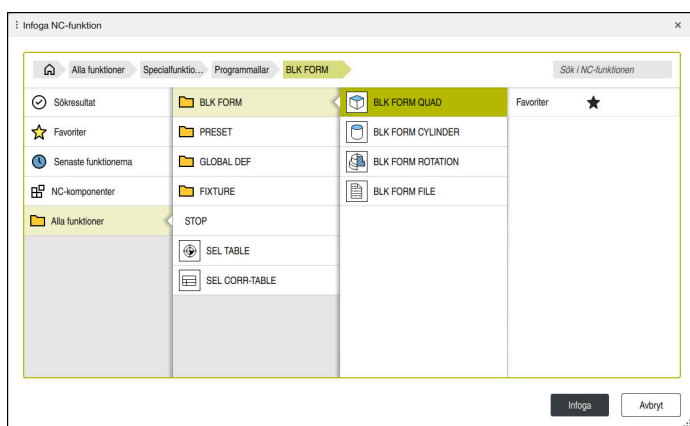 Infoga NC-funktion
Alla funktioner Specialfunktio... Programmallar BLK FORM Sök i NC-funktionen
Sökresultat BLK FORM BLK FORM QUAD Favoriter
Favoriter PRESET BLK FORM CYLINDER
Senaste funktionerna GLOBAL DEF BLK FORM ROTATION
NC-komponenter FIXTURE BLK FORM FILE
Alla funktioner STOP
SEL TABLE
SEL CORR-TABLE
Infoga Avbryt